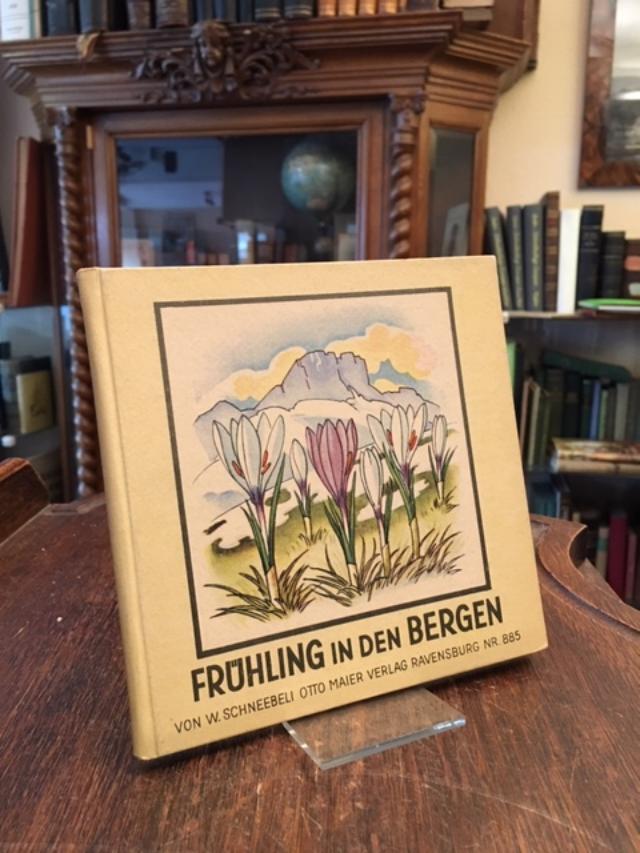 FRÜHLING IN DEN BERGEN
VON W. SCHNEEBELI OTTO MAIER VERLAG RAVENSBURG NR. 885